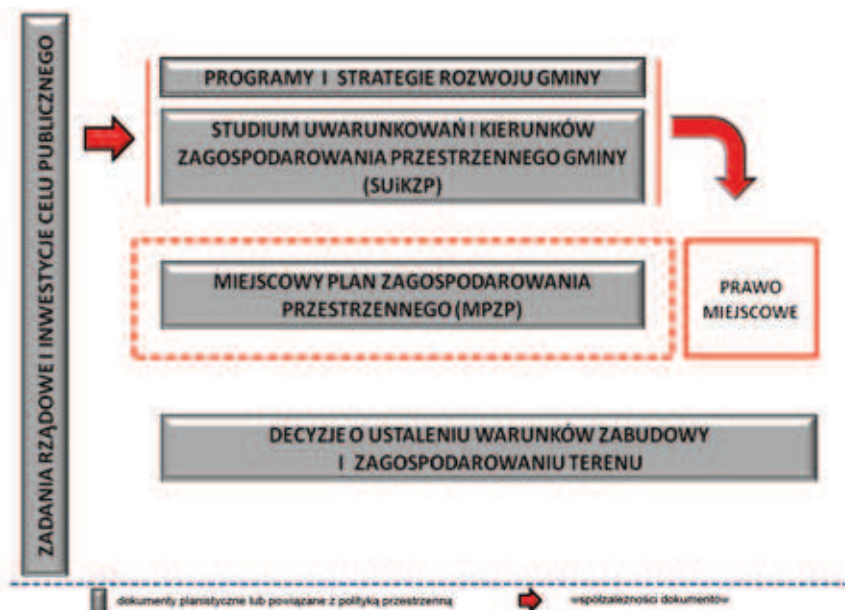 ZADANIA RZĄDOWE I INWESTYCJE CELU PUBLICZNEGO
PROGRAMY I STRATEGIE ROZWOJU GMINY
STUDIUM UWARUNKOWAŃ I KIERUNKÓW
ZAGOSPODAROWANIA PRZESTRZENNEGO GMINY
(SUiKZP)
MIEJSCOWY PLAN ZAGOSPODAROWANIA
PRZESTRZENNEGO (MPZP)
PRAWO
MIEJSCOWE
DECYZJE O USTALENIU WARUNKÓW ZABUDOWY
I ZAGOSPODAROWANIU TERENU
dokumenty planistyczne lub powiązane z polityką przestrzenną
współzależności dokumentów